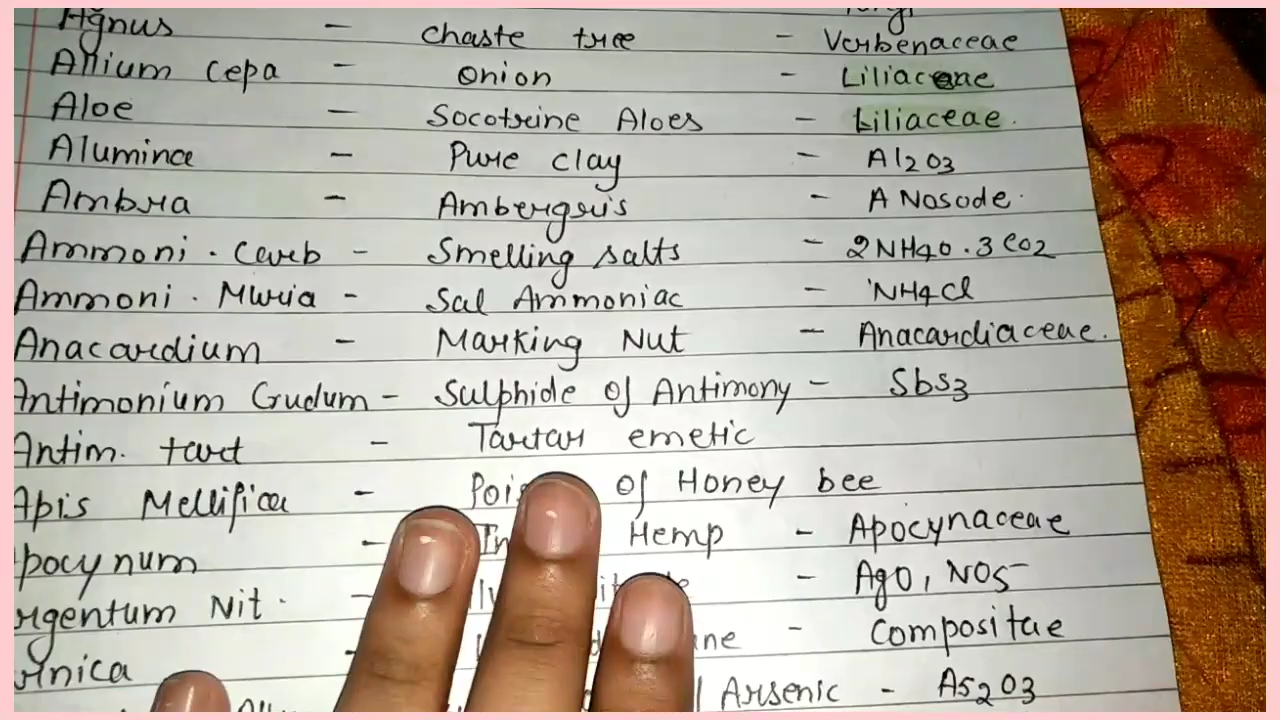 Agnus - chaste tree - Verbenaceae
Allium cepa - onion - Liliaceae
Aloe - Socotrine Aloes - Liliaceae.
Alumina - Pure clay - Al2O3
Ambra - Ambergris - A Nosode.
Ammoni. Carb - Smelling salts - 2NH4O.3CO2
Ammoni. Muria - Sal Ammoniac - NH4Cl
Anacardium - Marking Nut - Anacardiaceae.
Antimonium Crudum - Sulphide of Antimony - SbS3
Antim. tart - Tartar emetic
Apis Mellifica - of Honey bee
pocynum - Hemp - Apocynaceae
rgentum Nit. - AgO, NO5
rnica - - Compositae
Arsenic - As2O3